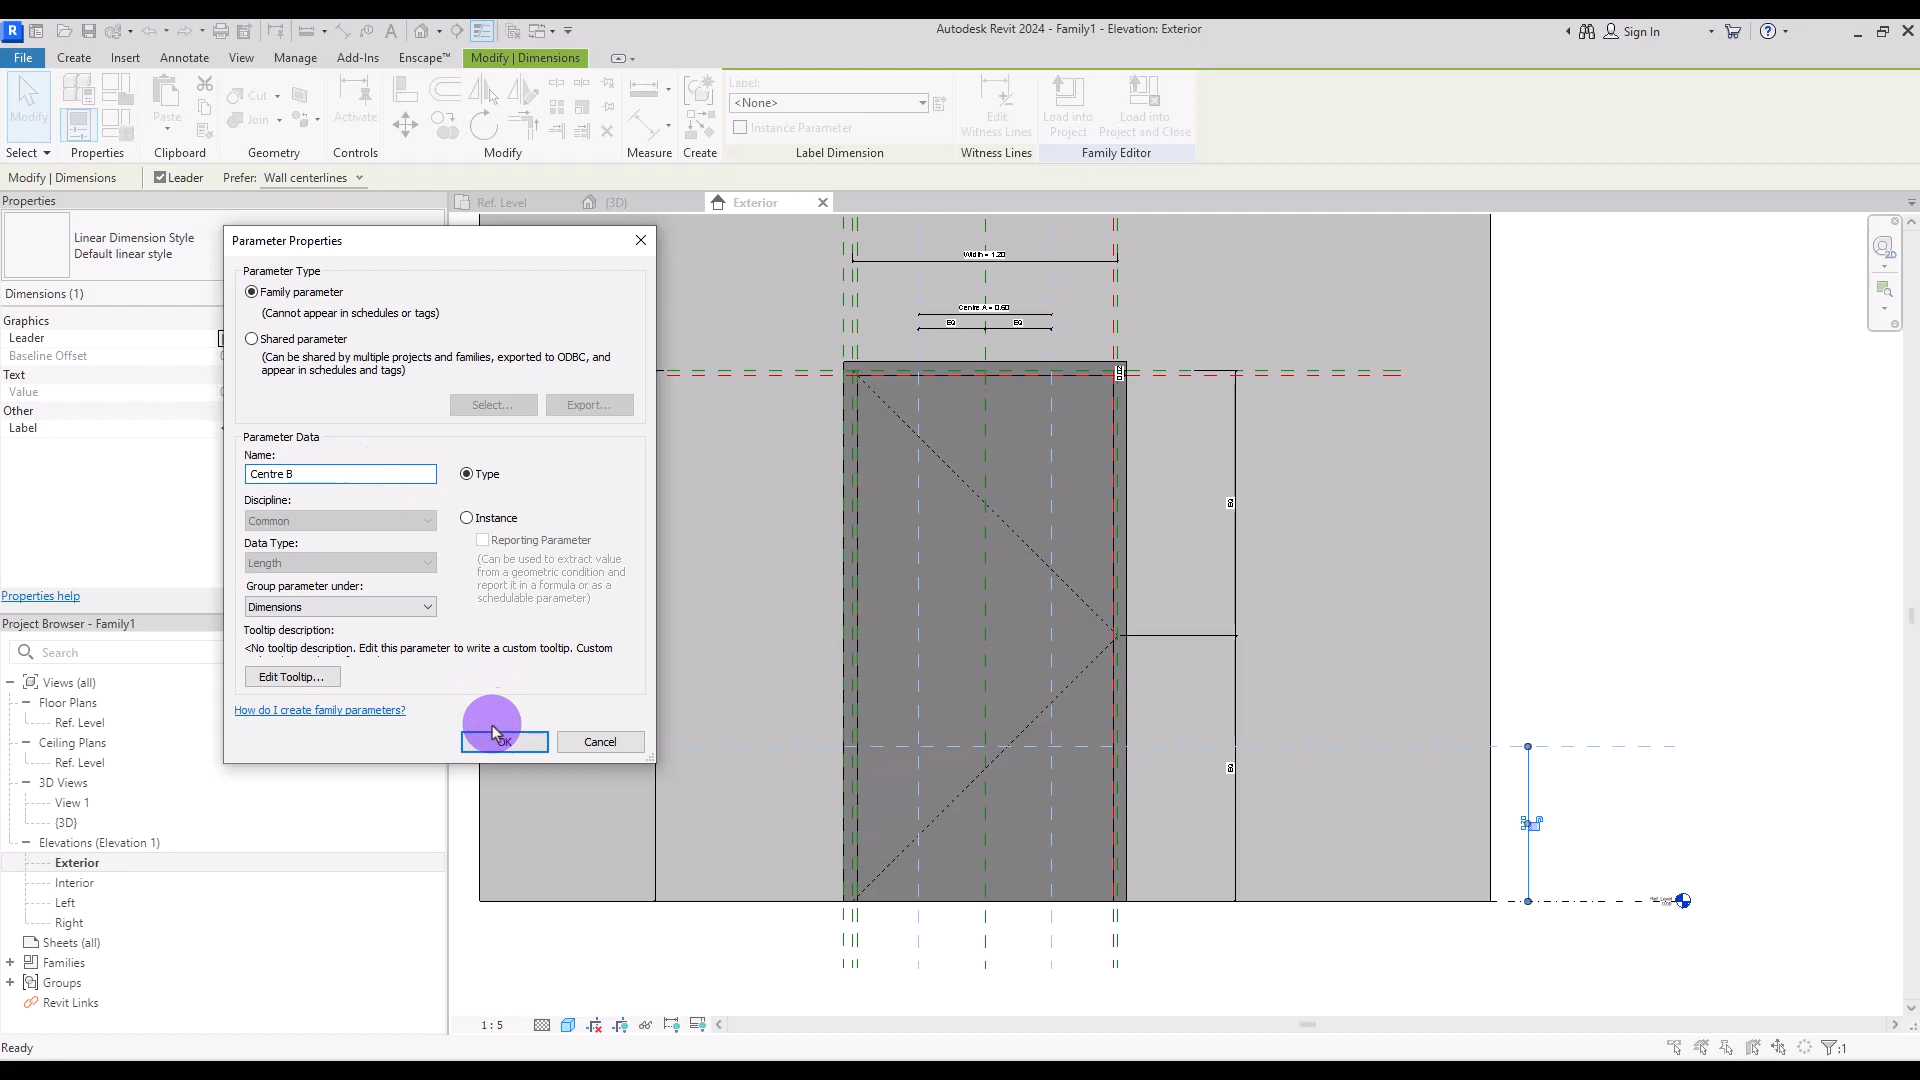 Autodesk Revit 2024 - Family1 - Elevation: Exterior
Sign In
File
Create
Insert
Annotate
View
Manage
Add-Ins
Enscape™
Modify | Dimensions
Modify
Paste
Cut
Join
Activate
Label:
<None>
Instance Parameter
Edit
Witness Lines
Load into
Project
Load into
Project and Close
Select
Properties
Clipboard
Geometry
Controls
Modify
Measure
Create
Label Dimension
Witness Lines
Family Editor
Modify | Dimensions
Leader
Prefer:
Wall centerlines
Properties
Ref. Level
(3D)
Exterior
Linear Dimension Style
Default linear style
Dimensions (1)
Graphics
Leader
Baseline Offset
Text
Value
Other
Label
Properties help
Project Browser - Family1
Search
Views (all)
Floor Plans
Ref. Level
Ceiling Plans
Ref. Level
3D Views
View 1
{3D}
Elevations (Elevation 1)
Exterior
Interior
Left
Right
Sheets (all)
Families
Groups
Revit Links
Parameter Properties
Parameter Type
Family parameter
(Cannot appear in schedules or tags)
Shared parameter
(Can be shared by multiple projects and families, exported to ODBC, and
appear in schedules and tags)
Select...
Export...
Parameter Data
Name:
Centre B
Type
Discipline:
Common
Instance
Data Type:
Reporting Parameter
Length
(Can be used to extract value
from a geometric condition and
report it in a formula or as a
schedulable parameter)
Group parameter under:
Dimensions
Tooltip description:
<No tooltip description. Edit this parameter to write a custom tooltip. Custom
Edit Tooltip...
How do I create family parameters?
OK
Cancel
Width = 1.20
Centre A = 0.60
EQ
EQ
EQ
EQ
1 : 5
Ready
:1